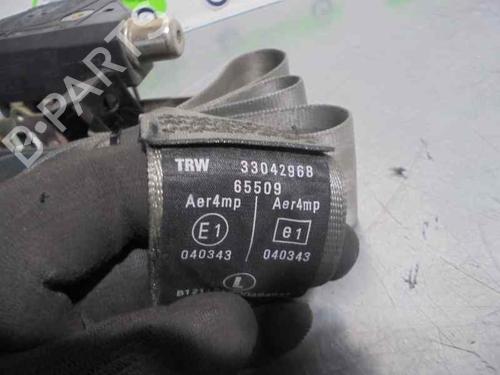 B-PARTS
TRW 33042968
65509
Aer4mp Aer4mp
E1 e1
040343 040343
L